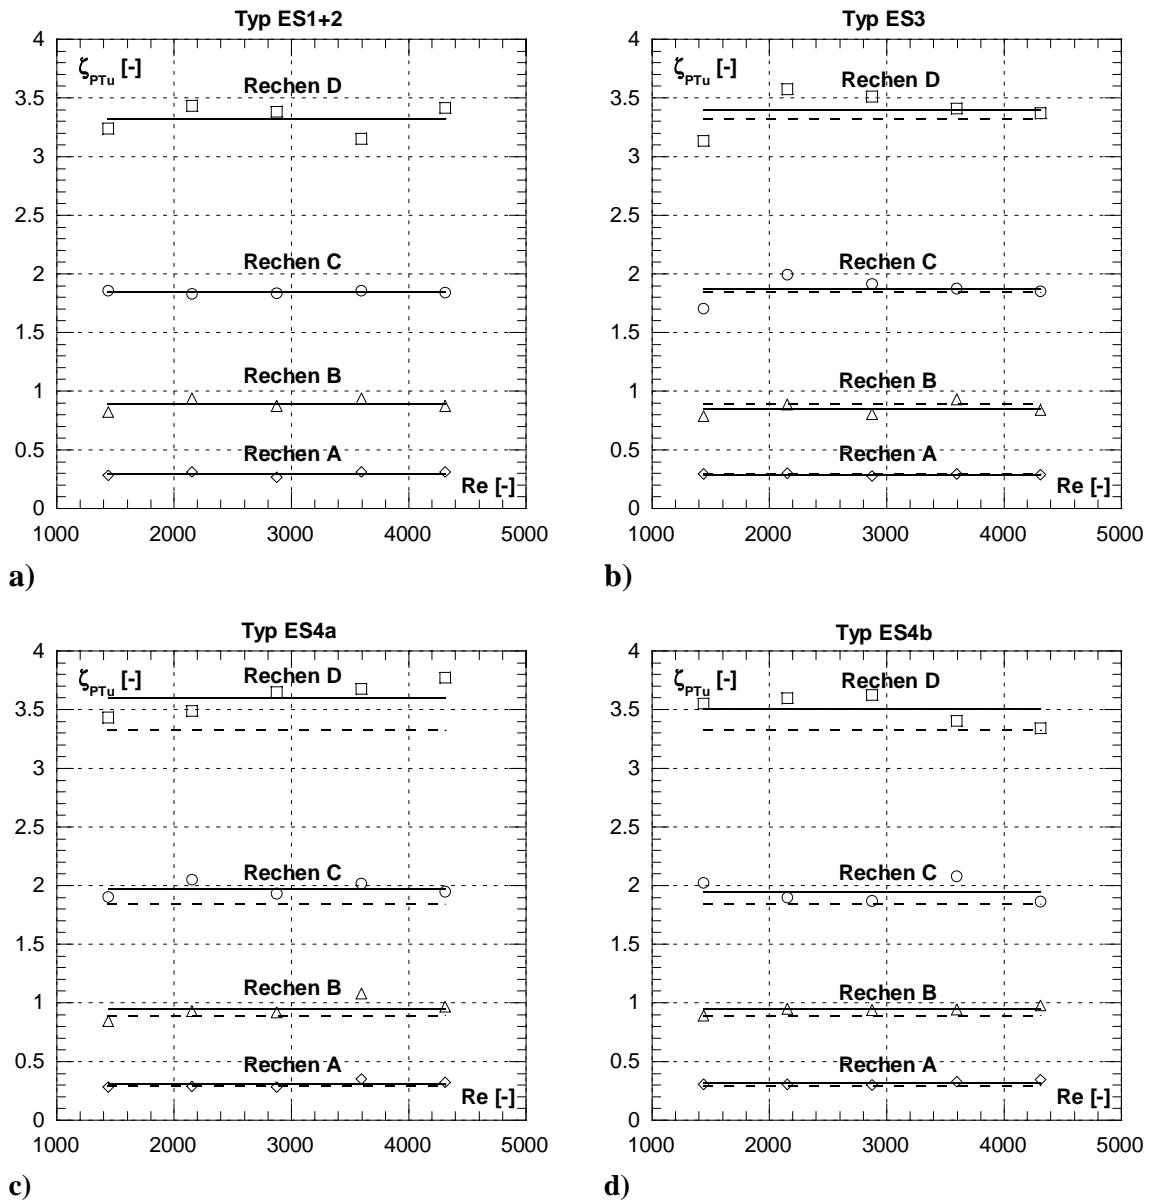 Typ ES1+2
4
3.5
3
2.5
2
1.5
1
0.5
0
ζPTu [-]
Rechen D
Rechen C
Rechen B
Rechen A
Re [-]
1000 2000 3000 4000 5000
a)
Typ ES3
4
3.5
3
2.5
2
1.5
1
0.5
0
ζPTu [-]
Rechen D
Rechen C
Rechen B
Rechen A
Re [-]
1000 2000 3000 4000 5000
b)
Typ ES4a
4
3.5
3
2.5
2
1.5
1
0.5
0
ζPTu [-]
Rechen D
Rechen C
Rechen B
Rechen A
Re [-]
1000 2000 3000 4000 5000
c)
Typ ES4b
4
3.5
3
2.5
2
1.5
1
0.5
0
ζPTu [-]
Rechen D
Rechen C
Rechen B
Rechen A
Re [-]
1000 2000 3000 4000 5000
d)